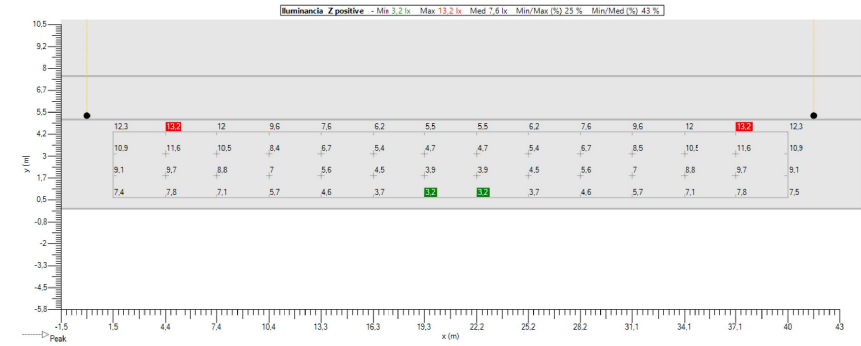 Iluminancia Z positive - Min 3,2 lx Max 13,2 lx Med 7,6 lx Min/Max (%) 25 % Min/Med (%) 43 %
10,5
9,2
8
6,7
5,5
12,3 13,2 12 9,6 7,6 6,2 5,5 5,5 6,2 7,6 9,6 12 13,2 12,3
4,2
10,9 11,6 10,5 8,4 6,7 5,4 4,7 4,7 5,4 6,7 8,5 10,5 11,6 10,9
3
y (m)
9,1 9,7 8,8 7 5,6 4,5 3,9 3,9 4,5 5,6 7 8,8 9,7 9,1
1,7
7,4 7,8 7,1 5,7 4,6 3,7 3,2 3,2 3,7 4,6 5,7 7,1 7,8 7,5
0,5
-0,8
-2
-3,3
-4,5
-5,8
-1,5 1,5 4,4 7,4 10,4 13,3 16,3 19,3 22,2 25,2 28,2 31,1 34,1 37,1 40 43
Peak
x (m)